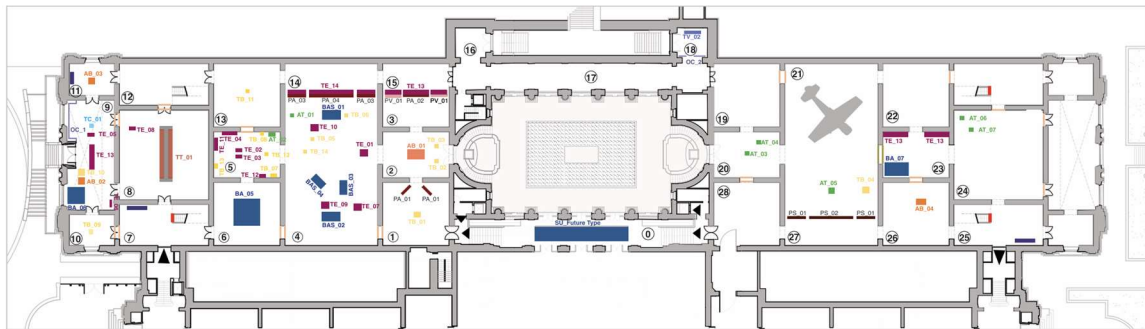 16
TV_02
18
OC_2
AB_03
11
12
14
TE_14
PA_03
PA_04
PA_03
BAS_01
15
TE_13
PV_01
PA_02
PV_01
17
21
9
TC_01
OC_1
TE_05
TE_13
TE_08
TB_11
13
AT_01
TE_10
3
19
22
AT_06
AT_07
TE_04
TE_02
TE_03
5
TE_12
TE_01
AB_01
2
AT_04
AT_03
20
TE_13
TE_13
BA_07
23
24
TT_01
AB_02
8
BA_05
BAS_04
BAS_03
PA_01
PA_01
28
AT_05
AB_04
10
7
6
4
TE_09
TE_07
BAS_02
TB_01
1
SU_Future Type
0
PS_01
PS_02
PS_01
27
26
25